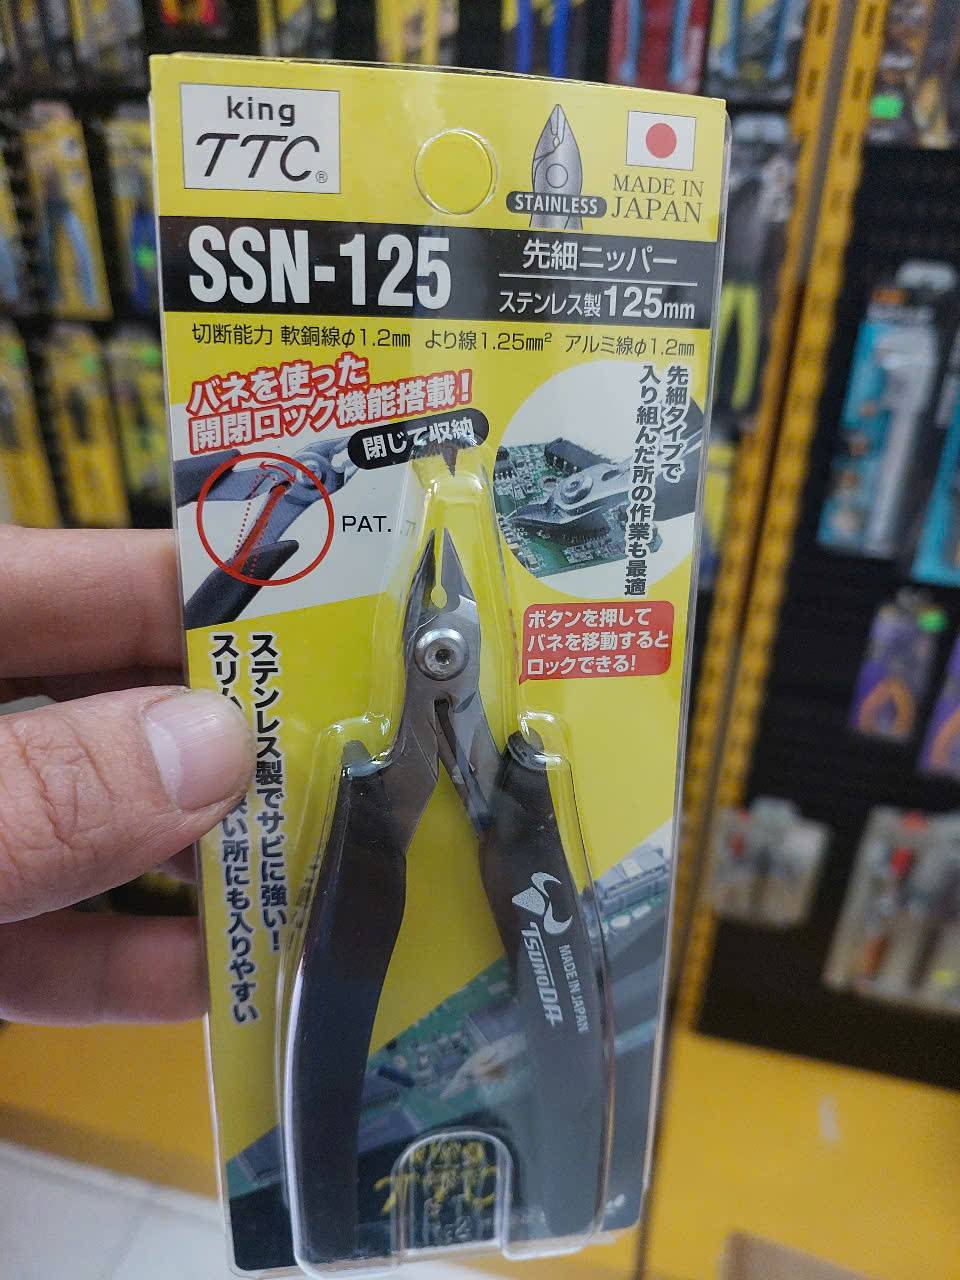 king
TTC®
STAINLESS
MADE IN
JAPAN
SSN-125
先細ニッパー
ステンレス製125mm
切断能力 軟銅線φ1.2mm より線1.25mm² アルミ線φ1.2mm
バネを使った
開閉ロック機能搭載!
閉じて収納
PAT.
先細タイプで
入り組んだ所の作業も最適
ボタンを押して
バネを移動すると
ロックできる!
ステンレス製でサビに強い!
スリム
い所にも入りやすい
TSUNODA
MADE IN JAPAN